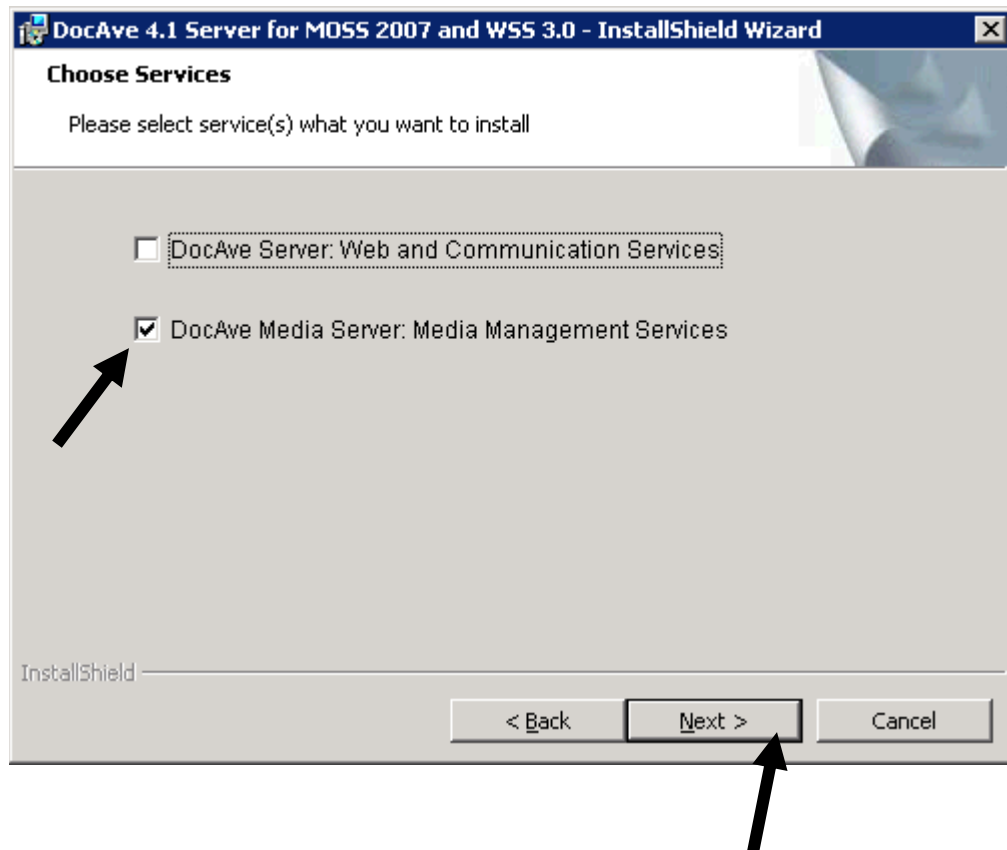 DocAve 4.1 Server for MOSS 2007 and WSS 3.0 - InstallShield Wizard
Choose Services
Please select service(s) what you want to install
DocAve Server: Web and Communication Services
DocAve Media Server: Media Management Services
InstallShield
< Back Next > Cancel